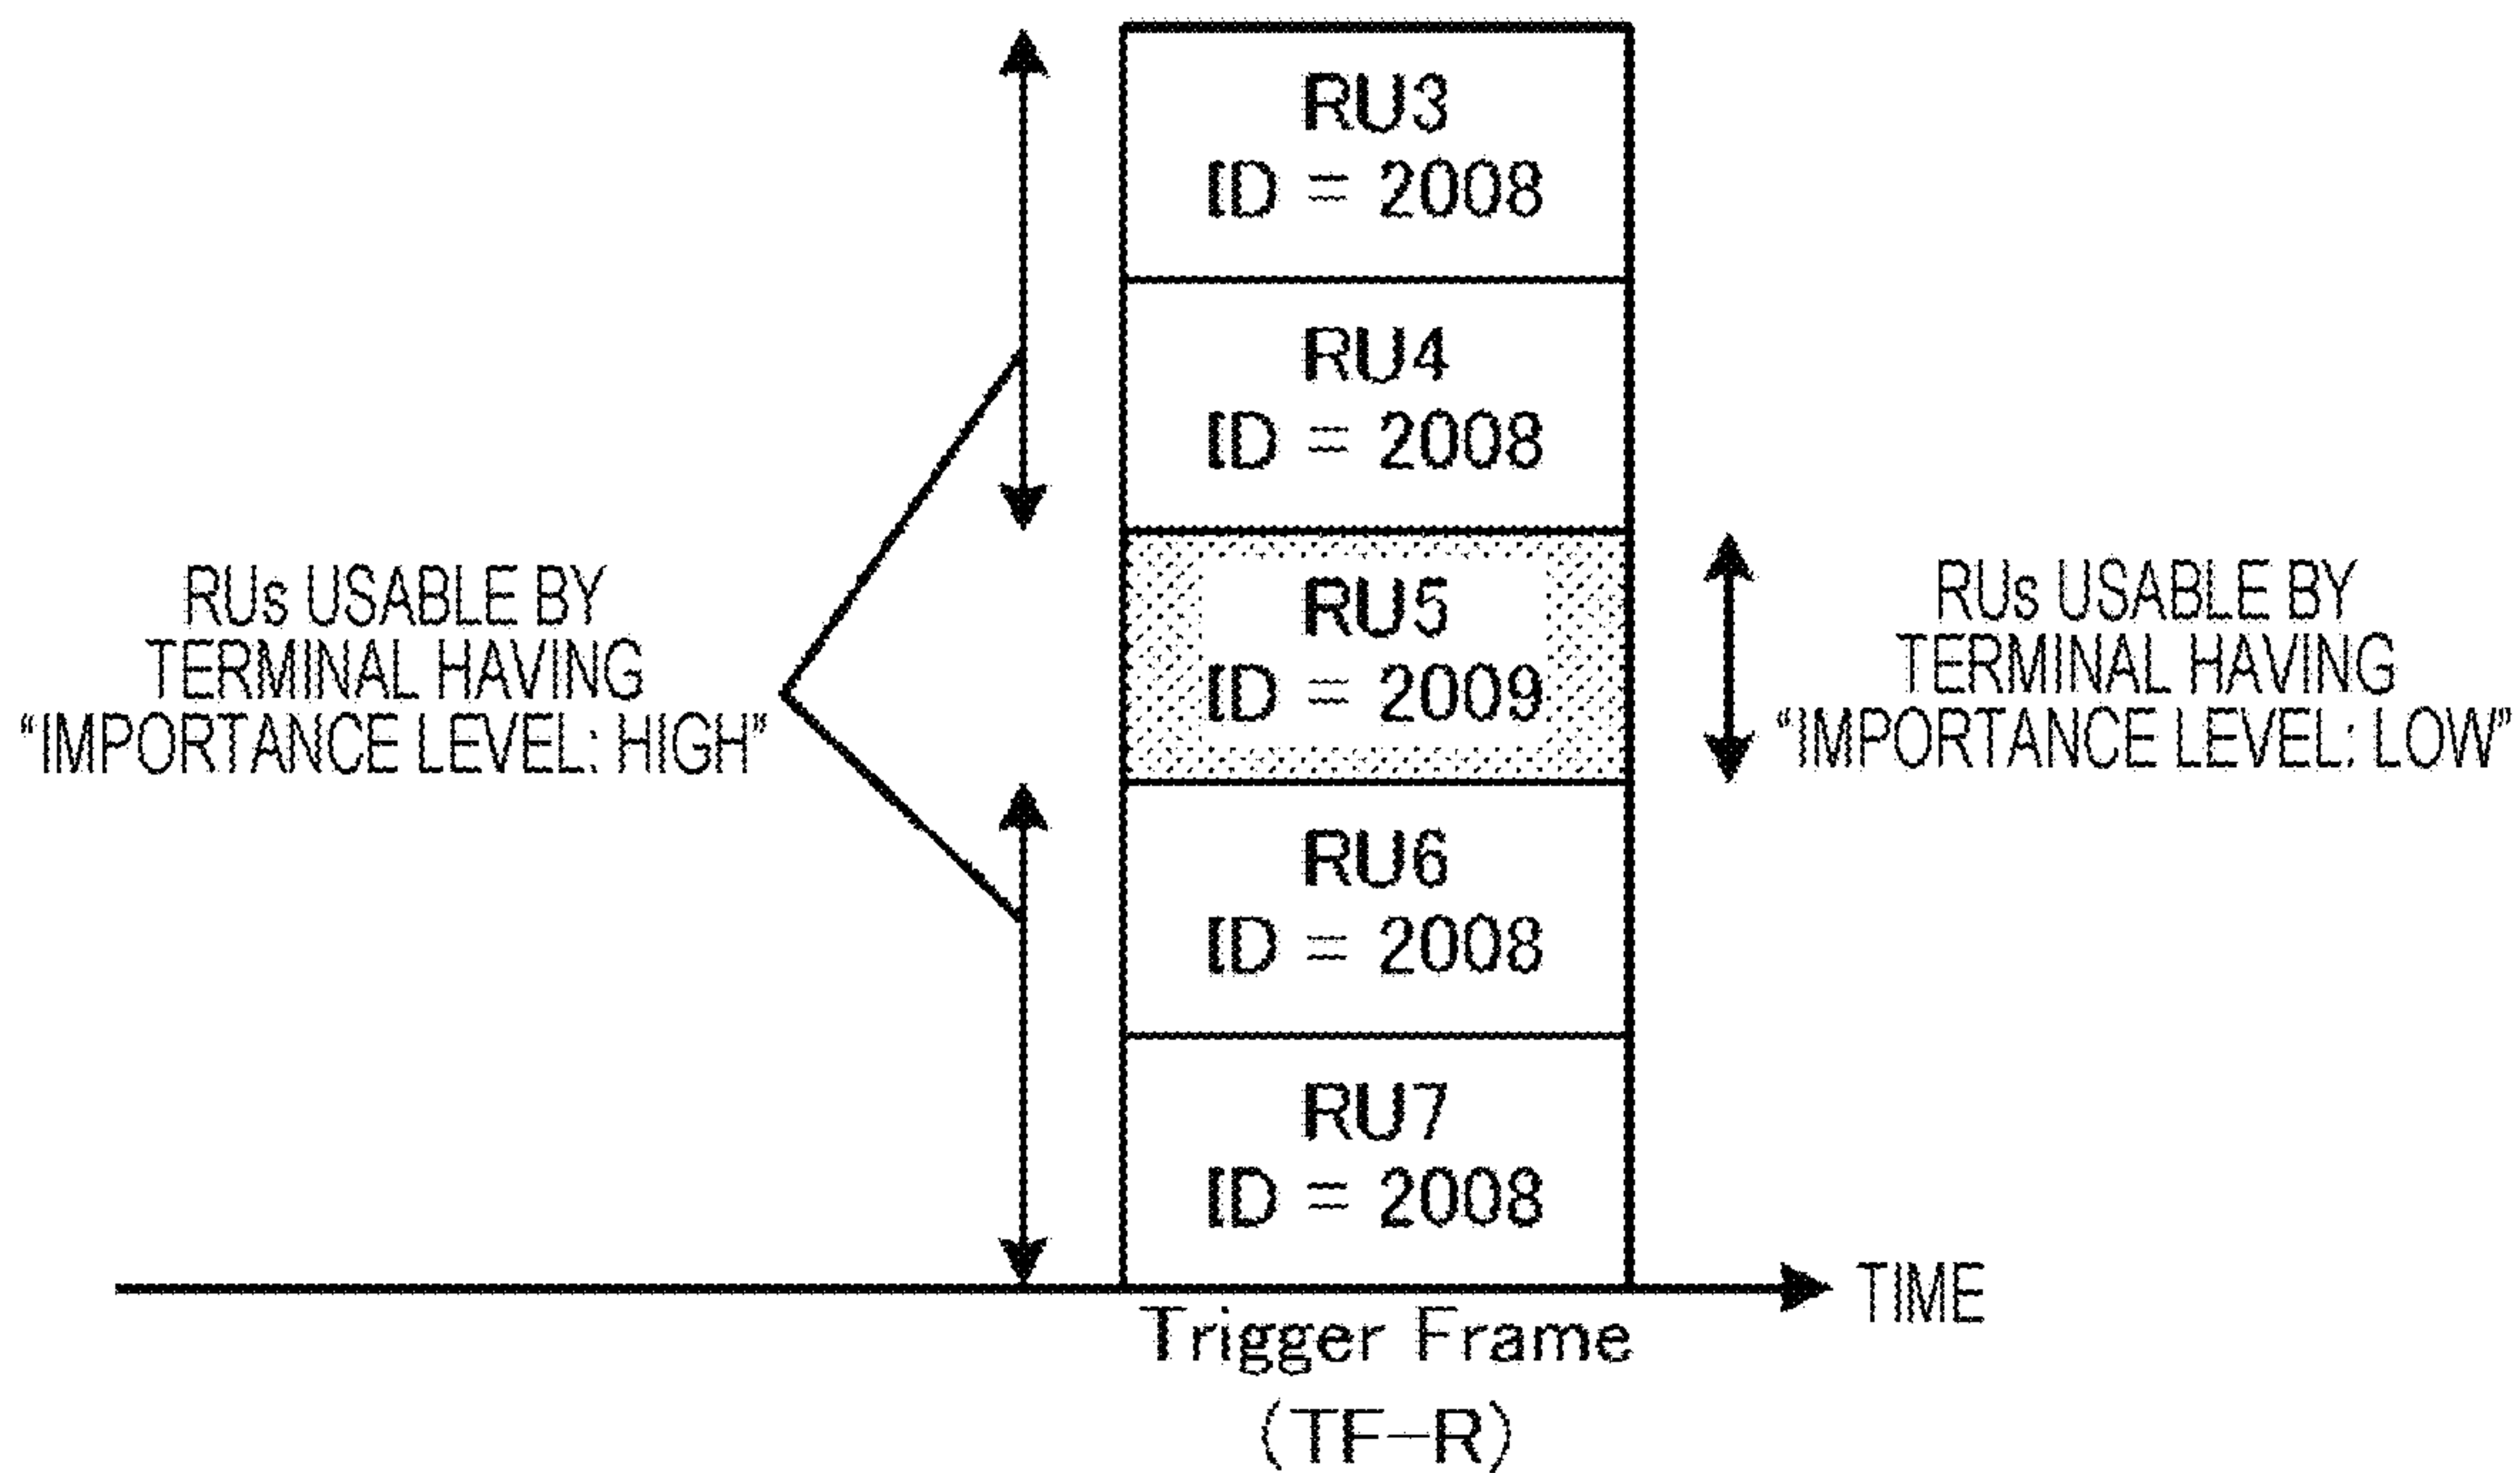 RU3
ID = 2008
RU4
ID = 2008
RUs USABLE BY
TERMINAL HAVING
“IMPORTANCE LEVEL: HIGH”
RU5
ID = 2009
RUs USABLE BY
TERMINAL HAVING
“IMPORTANCE LEVEL: LOW”
RU6
ID = 2008
RU7
ID = 2008
TIME
Trigger Frame
(TF-R)